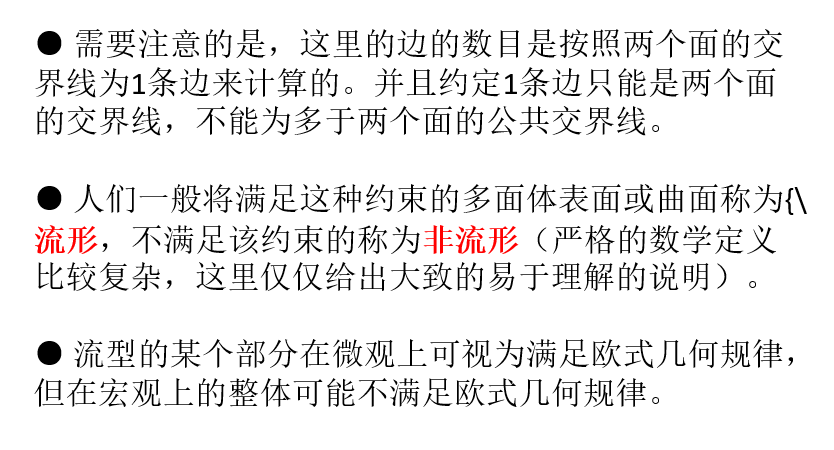 ● 需要注意的是，这里的边的数目是按照两个面的交
界线为1条边来计算的。并且约定1条边只能是两个面
的交界线，不能为多于两个面的公共交界线。
● 人们一般将满足这种约束的多面体表面或曲面称为{\
流形，不满足该约束的称为非流形（严格的数学定义
比较复杂，这里仅仅给出大致的易于理解的说明）。
● 流型的某个部分在微观上可视为满足欧式几何规律，
但在宏观上的整体可能不满足欧式几何规律。